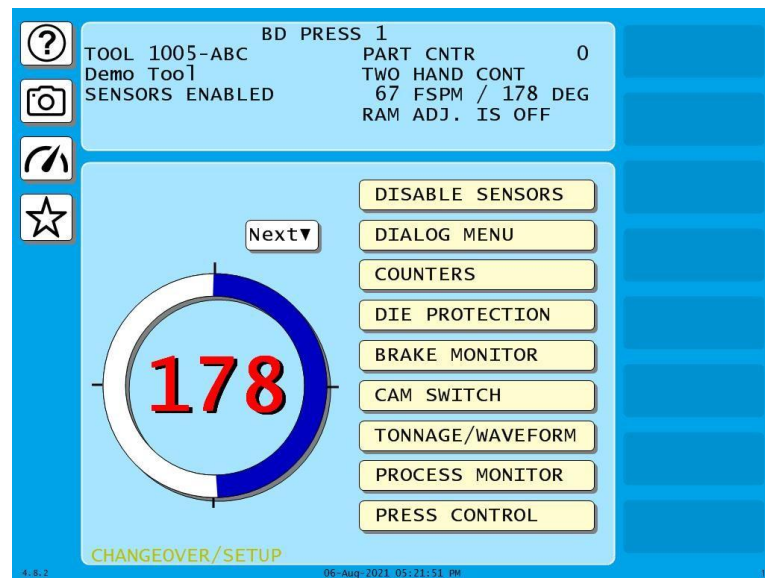 BD PRESS 1
TOOL 1005-ABC PART CNTR 0
Demo Tool TWO HAND CONT
SENSORS ENABLED 67 FSPM / 178 DEG
RAM ADJ. IS OFF
DISABLE SENSORS
Next▼ DIALOG MENU
COUNTERS
DIE PROTECTION
BRAKE MONITOR
178 CAM SWITCH
TONNAGE/WAVEFORM
PROCESS MONITOR
PRESS CONTROL
CHANGEOVER/SETUP
4.8.2 06-Aug-2021 05:21:51 PM